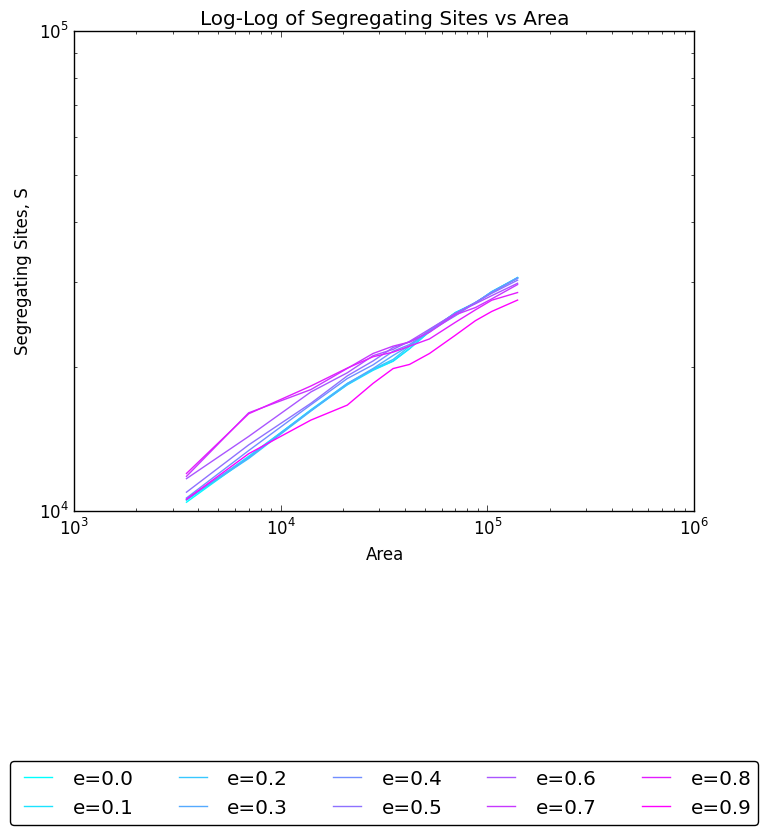 Log-Log of Segregating Sites vs Area
10^5
Segregating Sites, S
10^4
10^3 10^4 10^5 10^6
Area
e=0.0 e=0.2 e=0.4 e=0.6 e=0.8
e=0.1 e=0.3 e=0.5 e=0.7 e=0.9